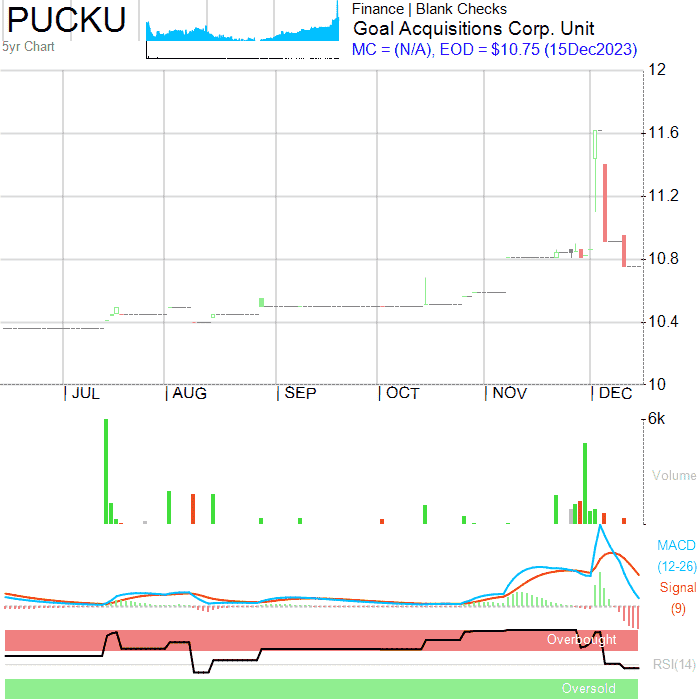 PUCKU
5yr Chart
Finance | Blank Checks
Goal Acquisitions Corp. Unit
MC = (N/A), EOD = $10.75 (15Dec2023)
12
11.6
11.2
10.8
10.4
10
JUL AUG SEP OCT NOV DEC
6k
Volume
MACD
(12-26)
Signal
(9)
Overbought
RSI(14)
Oversold